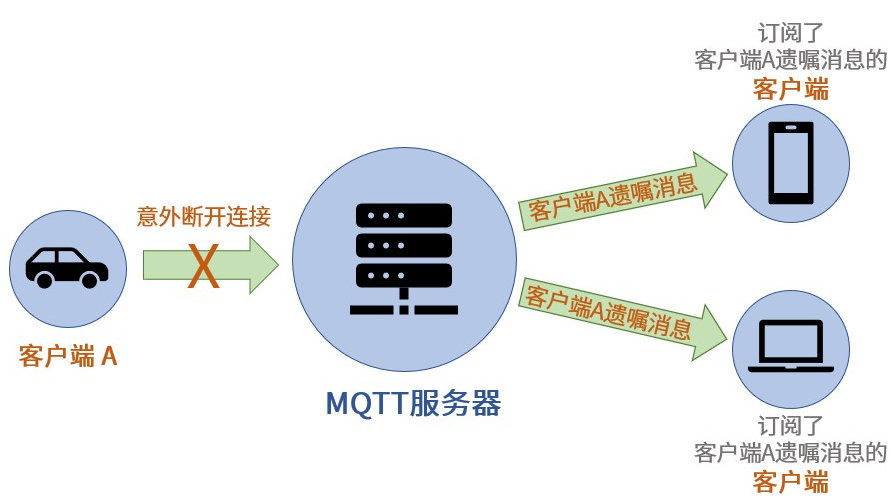 订阅了
客户端A遗嘱消息的
客户端
意外断开连接
X
客户端A遗嘱消息
客户端A遗嘱消息
客户端 A
MQTT服务器
订阅了
客户端A遗嘱消息的
客户端